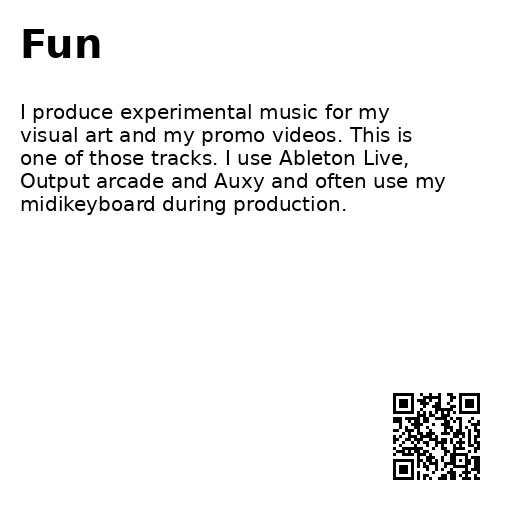 Fun
I produce experimental music for my
visual art and my promo videos. This is
one of those tracks. I use Ableton Live,
Output arcade and Auxy and often use my
midikeyboard during production.